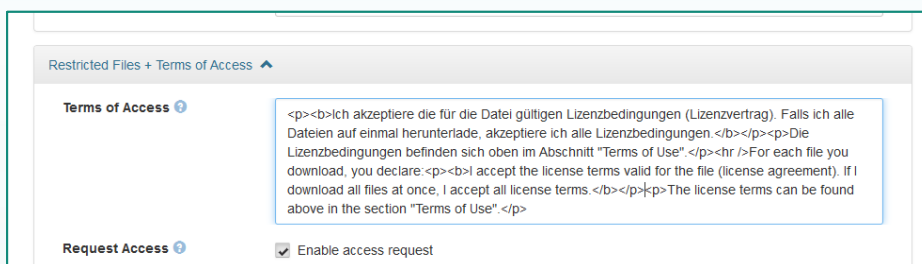 Restricted Files + Terms of Access
Terms of Access
<p><b>Ich akzeptiere die für die Datei gültigen Lizenzbedingungen (Lizenzvertrag). Falls ich alle
Dateien auf einmal herunterlade, akzeptiere ich alle Lizenzbedingungen.</b></p><p>Die
Lizenzbedingungen befinden sich oben im Abschnitt "Terms of Use".</p><hr />For each file you
download, you declare:<p><b>I accept the license terms valid for the file (license agreement). If I
download all files at once, I accept all license terms.</b></p><p>The license terms can be found
above in the section "Terms of Use".</p>
Request Access
Enable access request